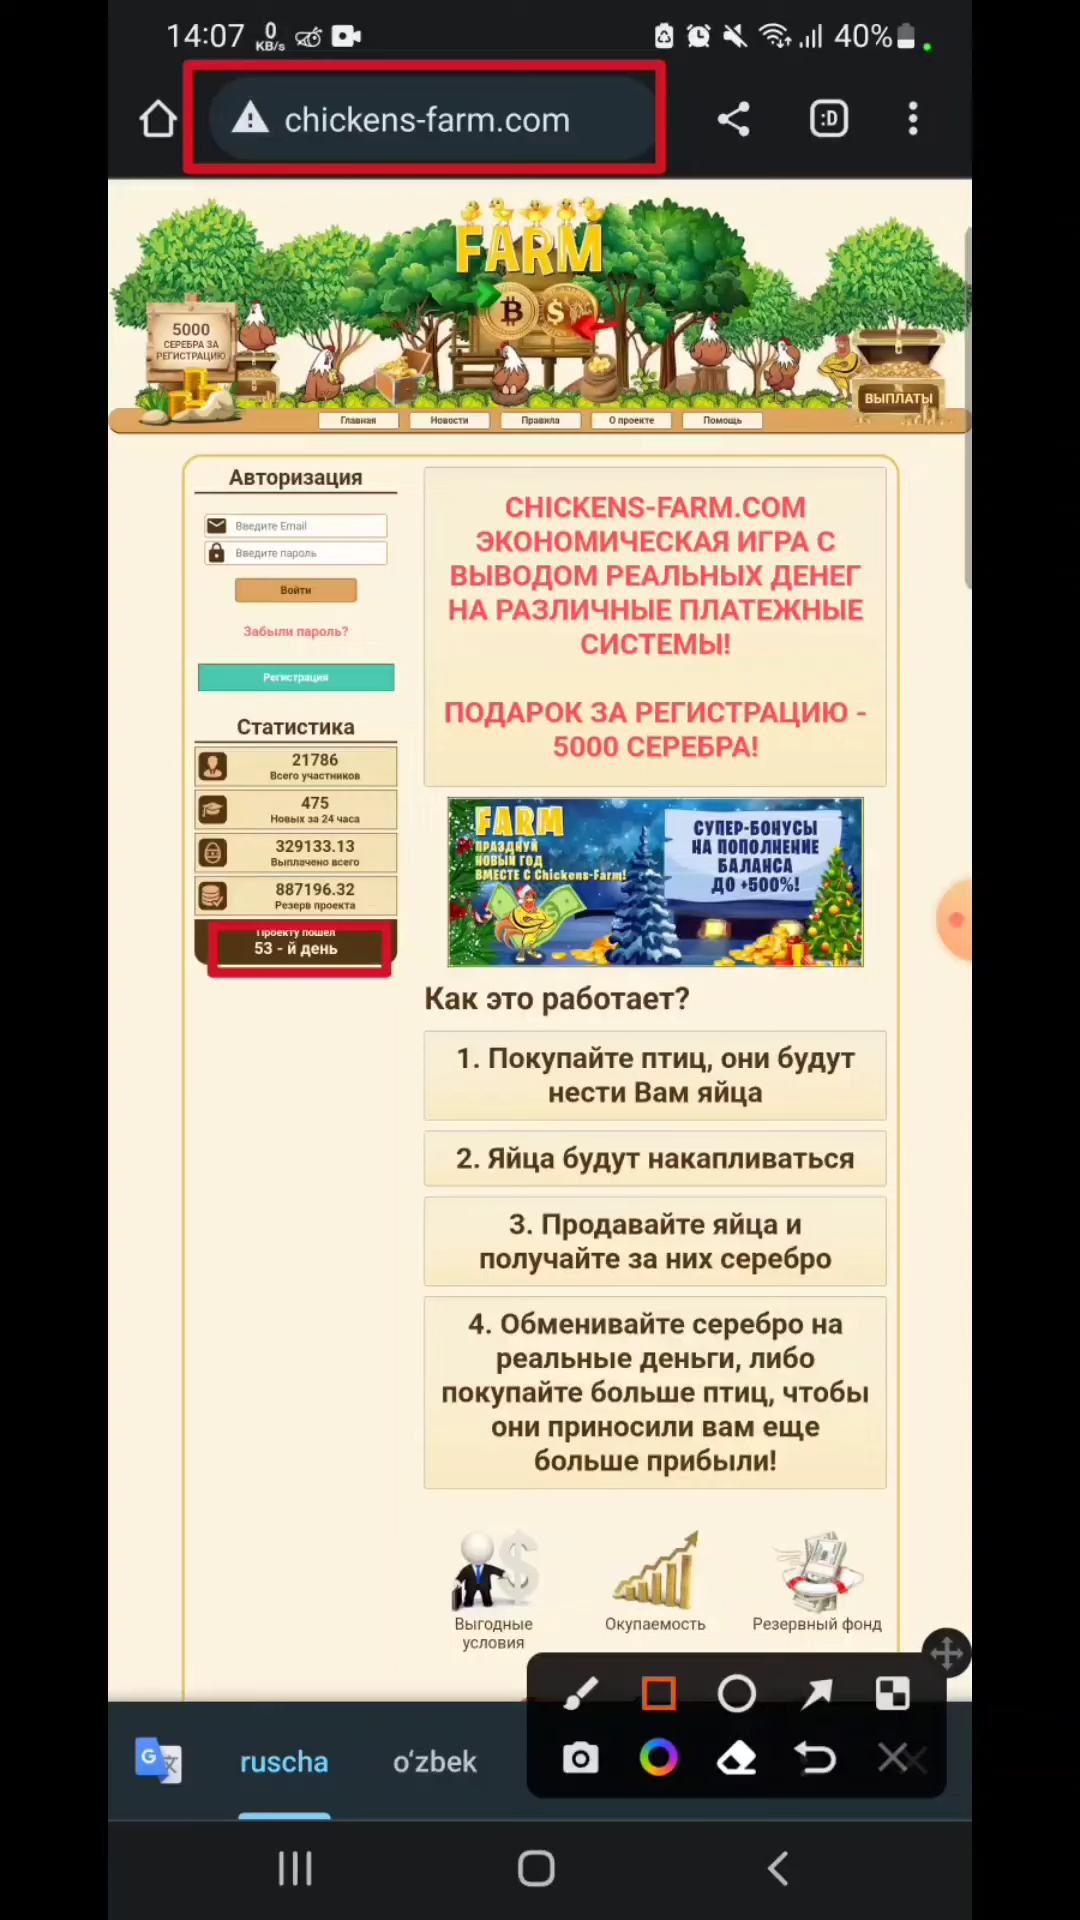 14:07 0 KB/s 40%
chickens-farm.com
:D
FARM
5000
СЕРЕБРА ЗА
РЕГИСТРАЦИЮ
B $
ВЫПЛАТЫ
Главная Новости Правила О проекте Помощь
Авторизация
Введите Email
Введите пароль
Войти
Забыли пароль?
Регистрация
Статистика
21786
Всего участников
475
Новых за 24 часа
329133.13
Выплачено всего
887196.32
Резерв проекта
Проекту пошел
53 - й день
CHICKENS-FARM.COM
ЭКОНОМИЧЕСКАЯ ИГРА С
ВЫВОДОМ РЕАЛЬНЫХ ДЕНЕГ
НА РАЗЛИЧНЫЕ ПЛАТЕЖНЫЕ
СИСТЕМЫ!
ПОДАРОК ЗА РЕГИСТРАЦИЮ -
5000 СЕРЕБРА!
FARM
ПРАЗДНУЙ
НОВЫЙ ГОД
ВМЕСТЕ С Chickens-Farm!
СУПЕР-БОНУСЫ
НА ПОПОЛНЕНИЕ
БАЛАНСА
ДО +500%!
Как это работает?
1. Покупайте птиц, они будут
нести Вам яйца
2. Яйца будут накапливаться
3. Продавайте яйца и
получайте за них серебро
4. Обменивайте серебро на
реальные деньги, либо
покупайте больше птиц, чтобы
они приносили вам еще
больше прибыли!
Выгодные
условия
Окупаемость
Резервный фонд
G
ruscha
oʻzbek